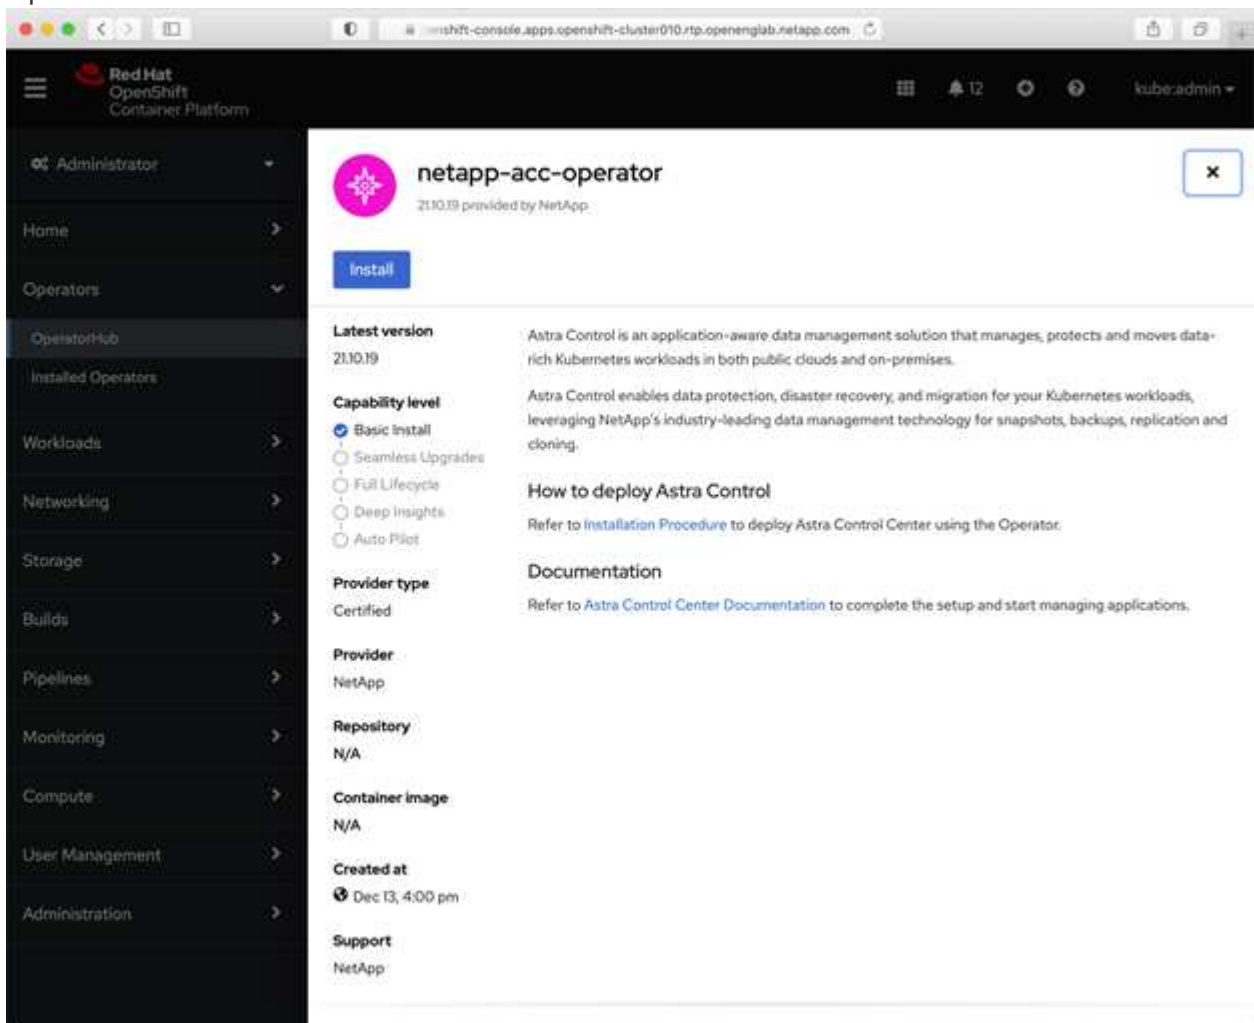 nshift-console.apps.openshift-cluster010.rtp.openenglab.netapp.com
Red Hat
OpenShift
Container Platform
12
kube:admin
Administrator
Home
Operators
OperatorHub
Installed Operators
Workloads
Networking
Storage
Builds
Pipelines
Monitoring
Compute
User Management
Administration
netapp-acc-operator
21.10.19 provided by NetApp
Install
Latest version
21.10.19
Capability level
Basic Install
Seamless Upgrades
Full Lifecycle
Deep Insights
Auto Pilot
Provider type
Certified
Provider
NetApp
Repository
N/A
Container image
N/A
Created at
Dec 13, 4:00 pm
Support
NetApp
Astra Control is an application-aware data management solution that manages, protects and moves data-
rich Kubernetes workloads in both public clouds and on-premises.
Astra Control enables data protection, disaster recovery, and migration for your Kubernetes workloads,
leveraging NetApp's industry-leading data management technology for snapshots, backups, replication and
cloning.
How to deploy Astra Control
Refer to Installation Procedure to deploy Astra Control Center using the Operator.
Documentation
Refer to Astra Control Center Documentation to complete the setup and start managing applications.